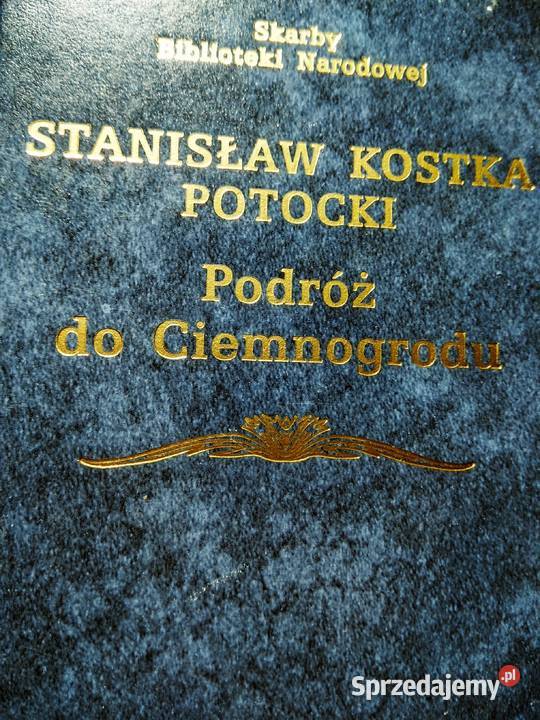 Skarby
Biblioteki Narodowej
STANISŁAW KOSTKA
POTOCKI
Podróż
do Ciemnogrodu
Sprzedajemy.pl